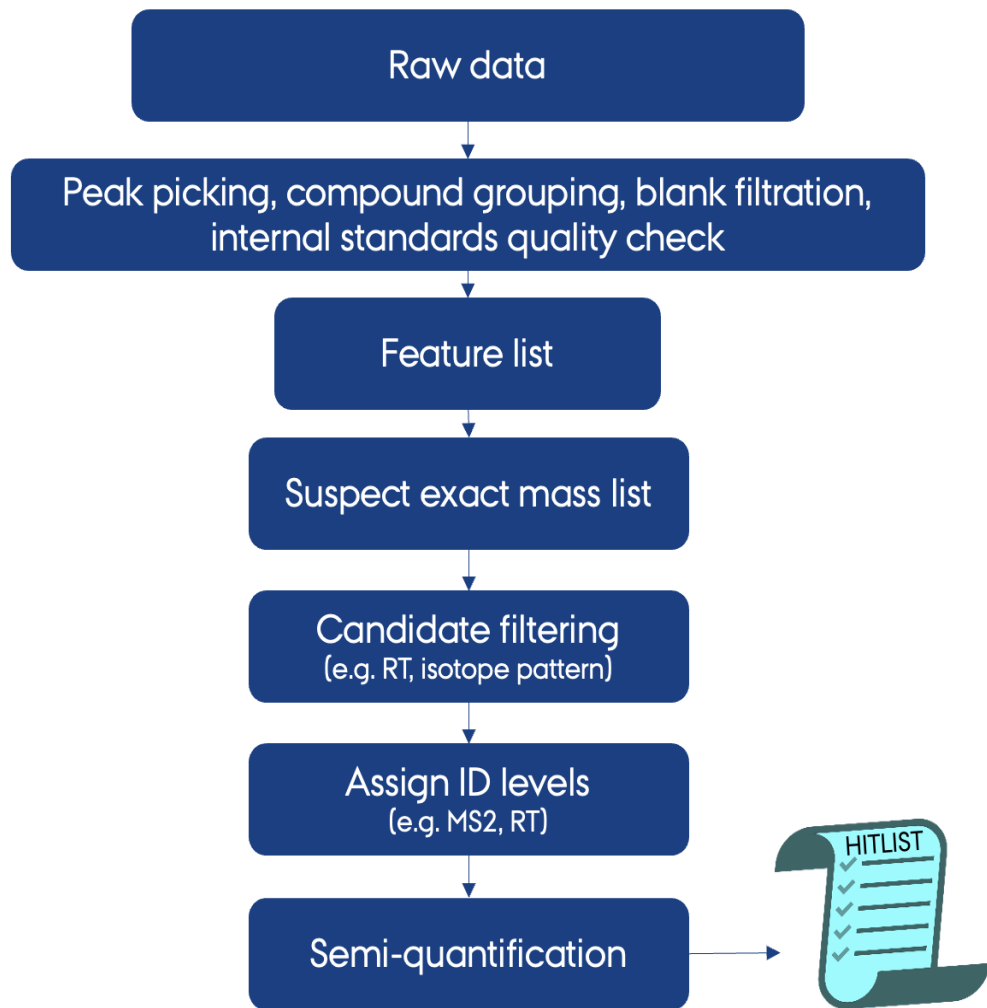 Raw data
Peak picking, compound grouping, blank filtration,
internal standards quality check
Feature list
Suspect exact mass list
Candidate filtering
(e.g. RT, isotope pattern)
Assign ID levels
(e.g. MS2, RT)
Semi-quantification
HITLIST